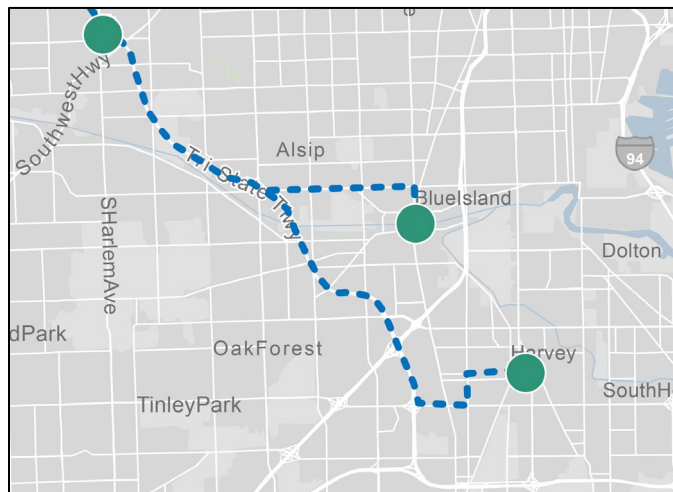 SouthwestHwy
Alsip
94
Tri-State Twy
BlueIsland
SHarlemAve
Dolton
dPark
OakForest
Harvey
TinleyPark
SouthHo